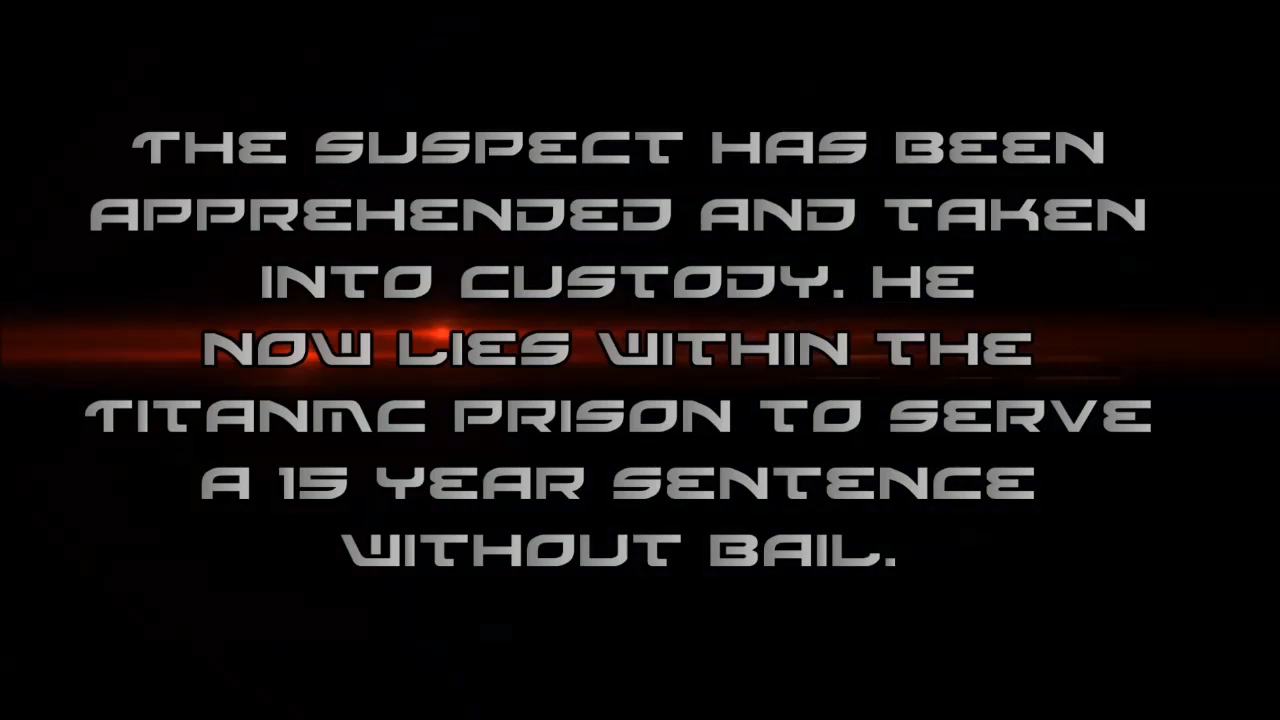 THE SUSPECT HAS BEEN
APPREHENDED AND TAKEN
INTO CUSTODY. HE
NOW LIES WITHIN THE
TITANMC PRISON TO SERVE
A 15 YEAR SENTENCE
WITHOUT BAIL.